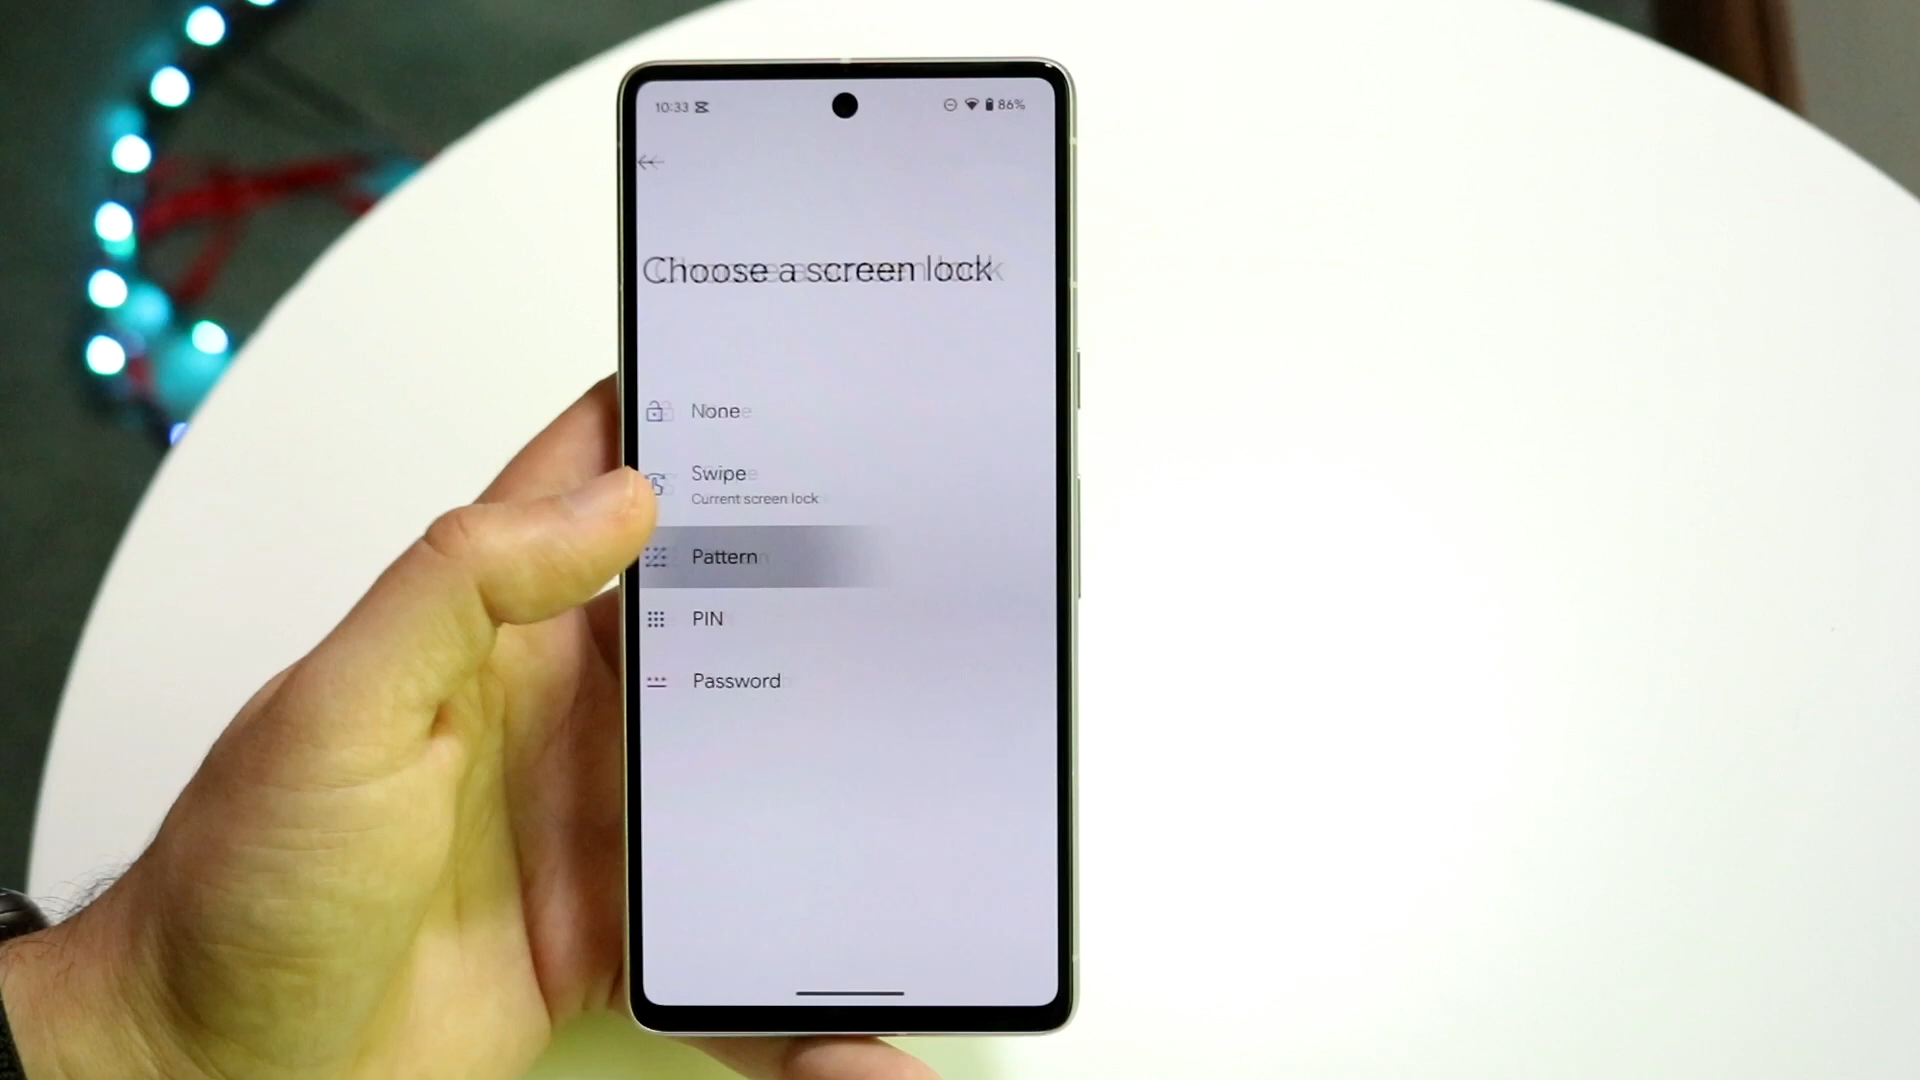 10:33
86%
Choose a screen lock
None
Swipe
Current screen lock
Pattern
PIN
Password